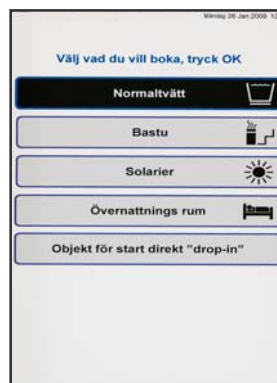 Måndag 26 Jan 2009 12
Välj vad du vill boka, tryck OK
Normaltvätt
Bastu
Solarier
Övernattnings rum
Objekt för start direkt "drop-in"